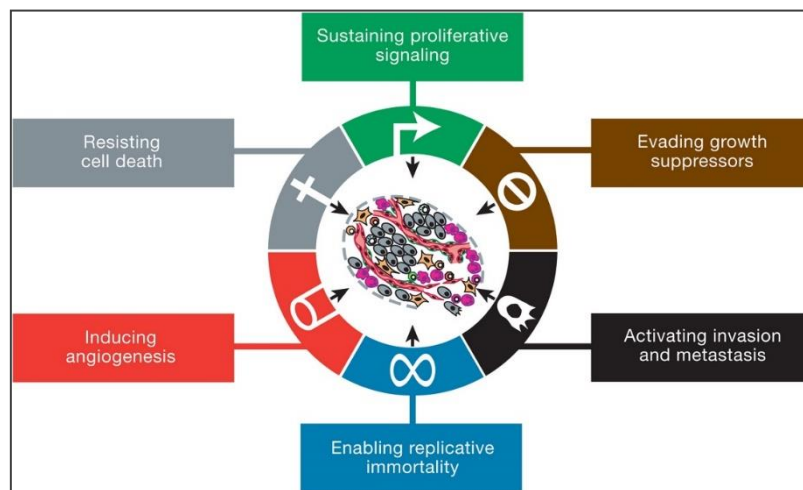 Sustaining proliferative
signaling
Resisting
cell death
Evading growth
suppressors
Inducing
angiogenesis
Activating invasion
and metastasis
Enabling replicative
immortality